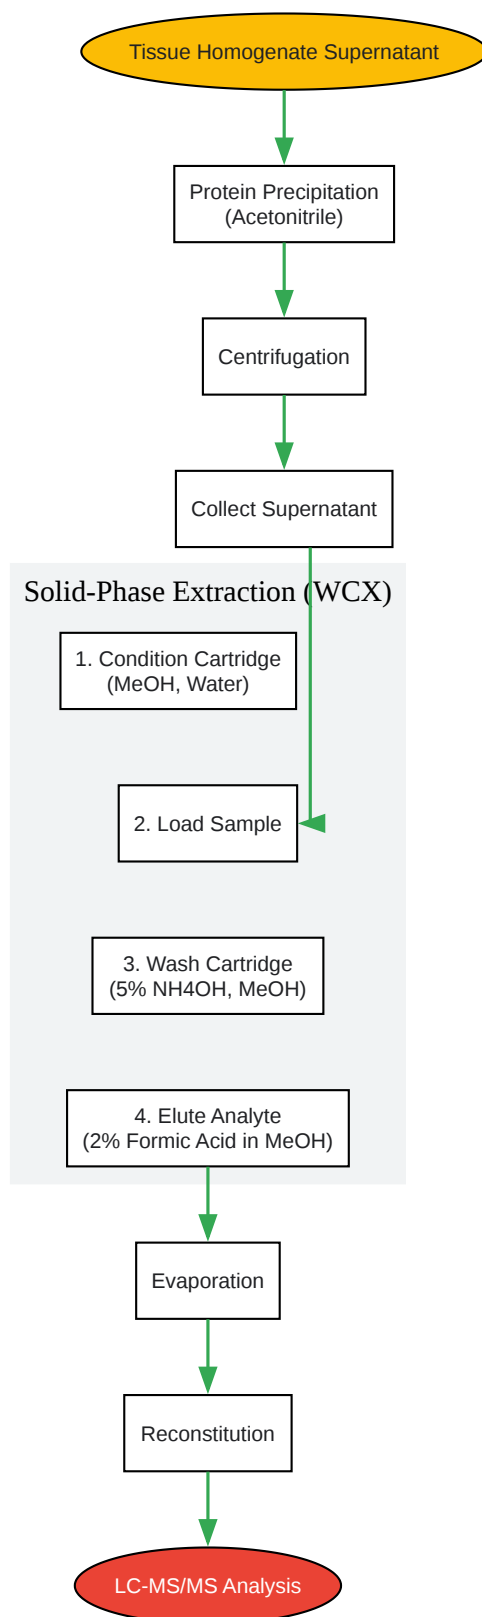 Tissue Homogenate Supernatant
Protein Precipitation
(Acetonitrile)
Centrifugation
Collect Supernatant
Solid-Phase Extraction (WCX)
1. Condition Cartridge
(MeOH, Water)
2. Load Sample
3. Wash Cartridge
(5% NH4OH, MeOH)
4. Elute Analyte
(2% Formic Acid in MeOH)
Evaporation
Reconstitution
LC-MS/MS Analysis